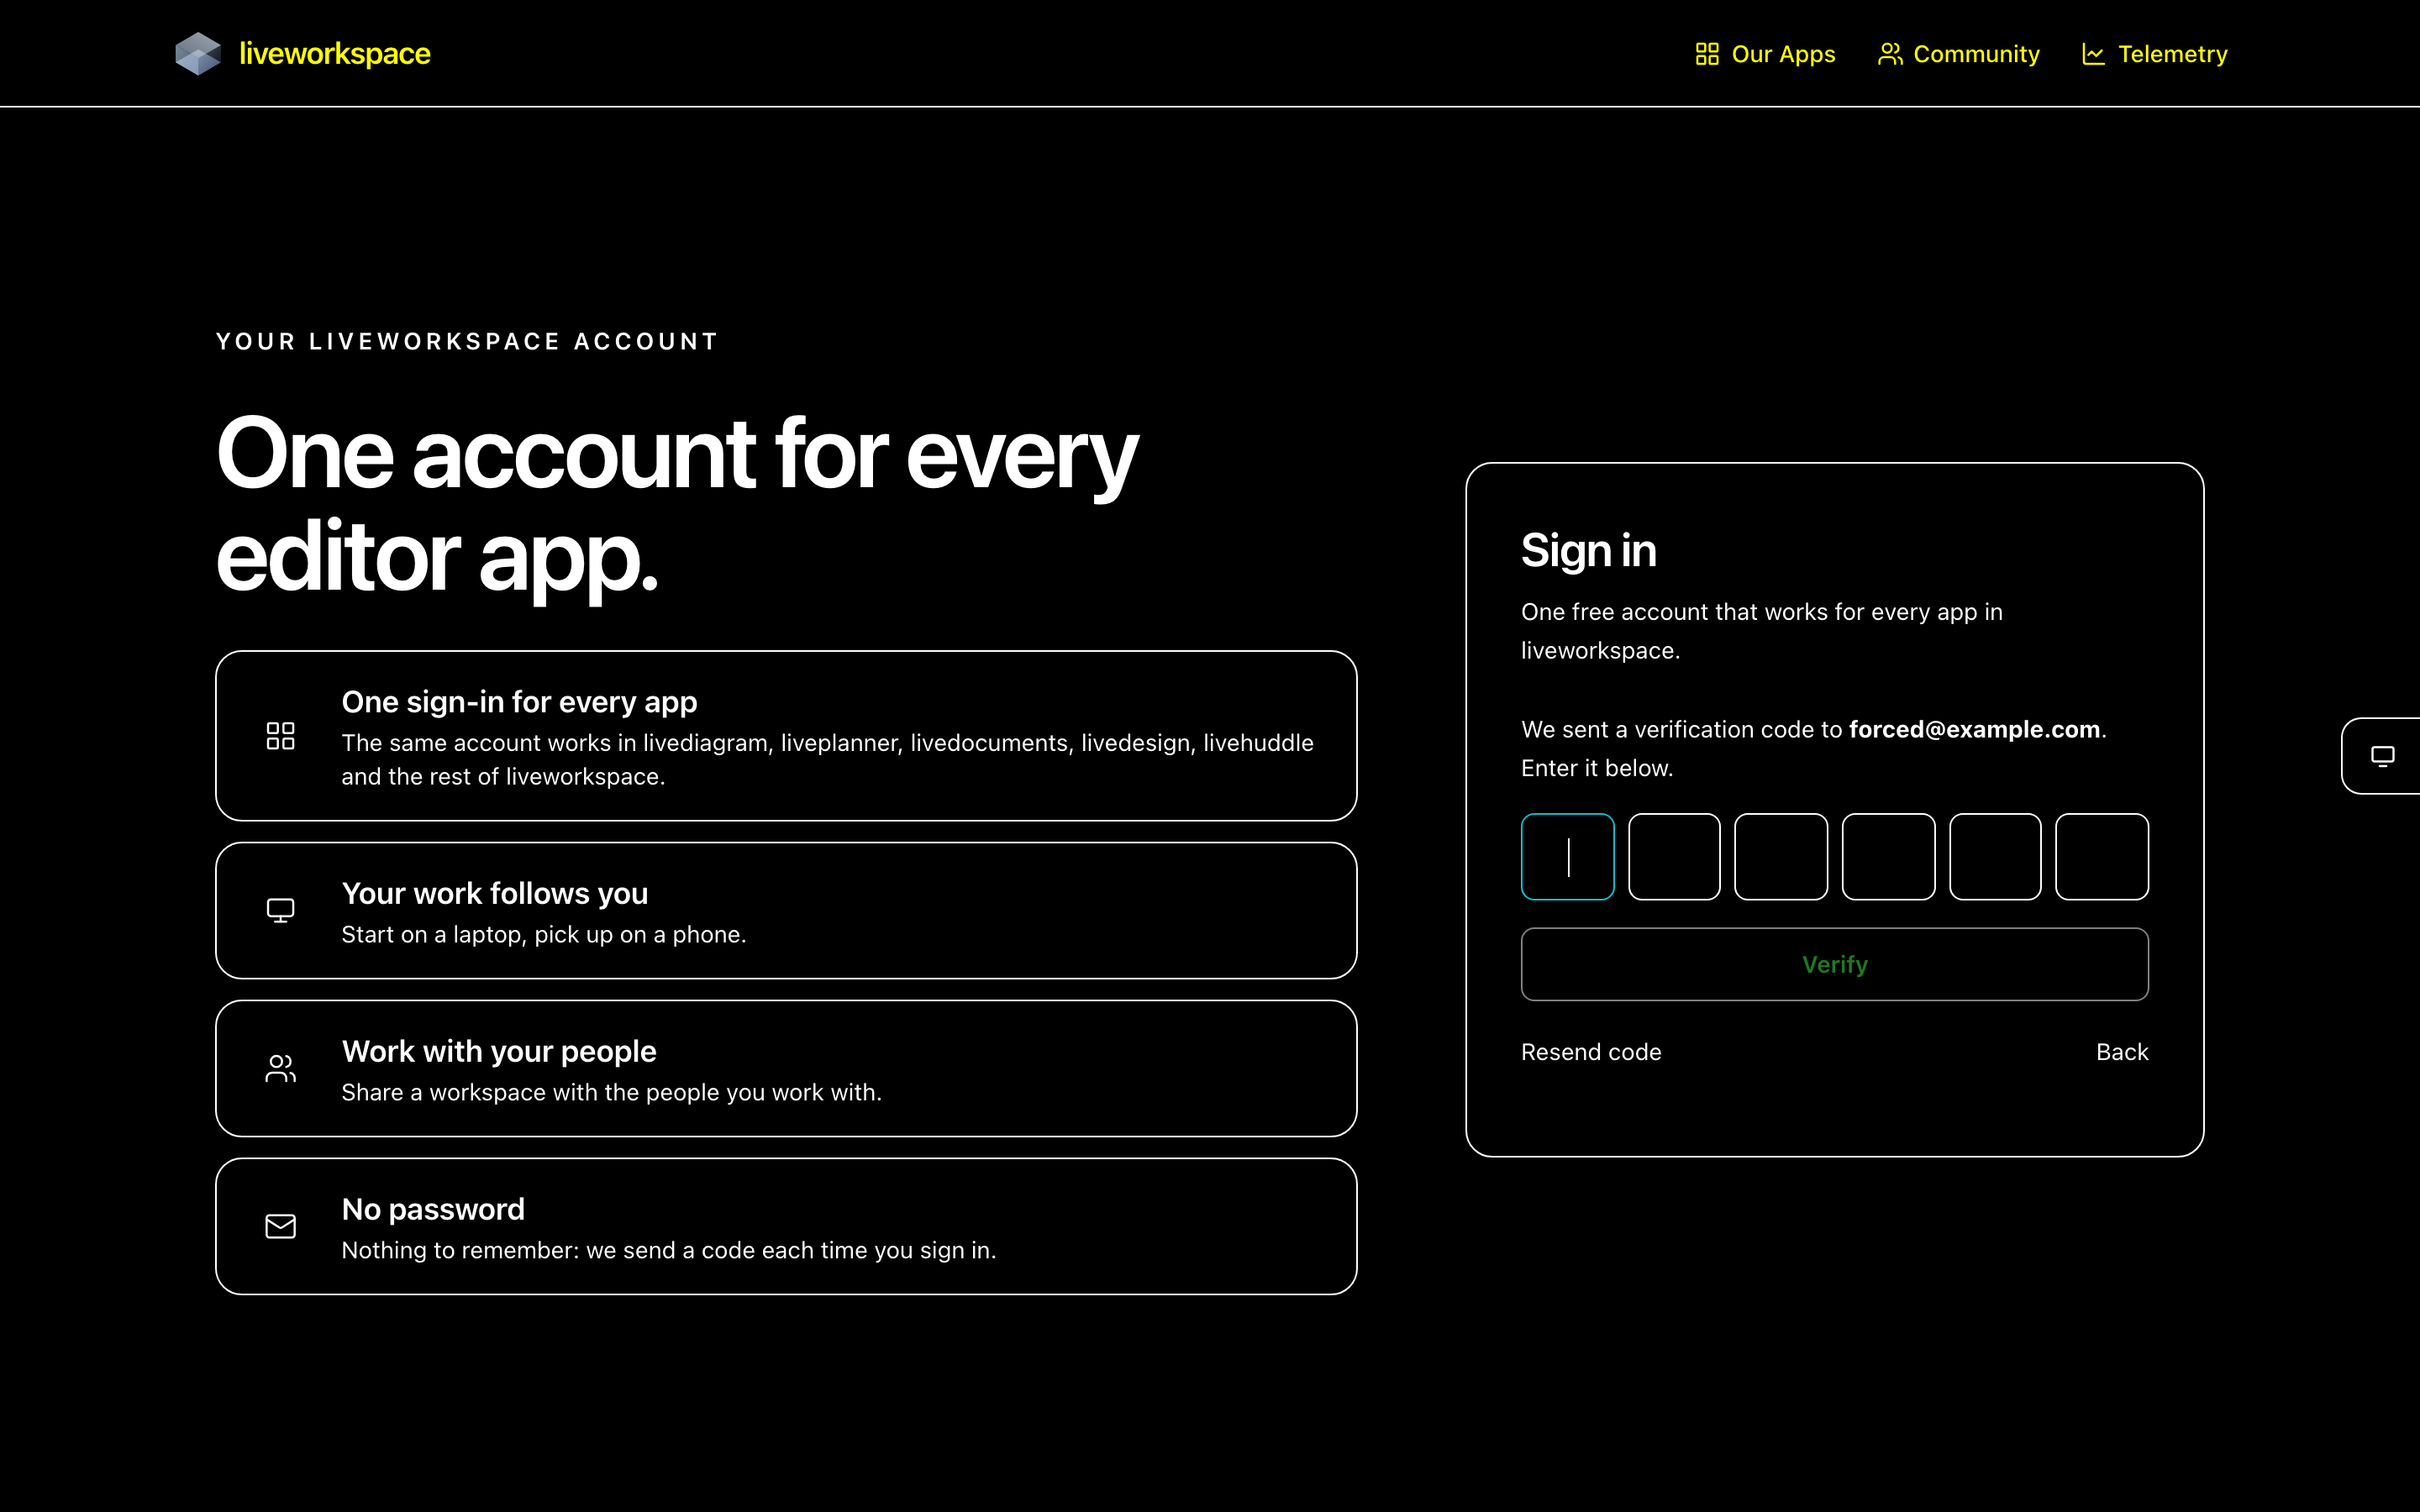 liveworkspace
Our Apps
Community
Telemetry
YOUR LIVEWORKSPACE ACCOUNT
One account for every
editor app.
One sign-in for every app
The same account works in livediagram, liveplanner, livedocuments, livedesign, livehuddle
and the rest of liveworkspace.
Your work follows you
Start on a laptop, pick up on a phone.
Work with your people
Share a workspace with the people you work with.
No password
Nothing to remember: we send a code each time you sign in.
Sign in
One free account that works for every app in
liveworkspace.
We sent a verification code to forced@example.com.
Enter it below.
Verify
Resend code
Back